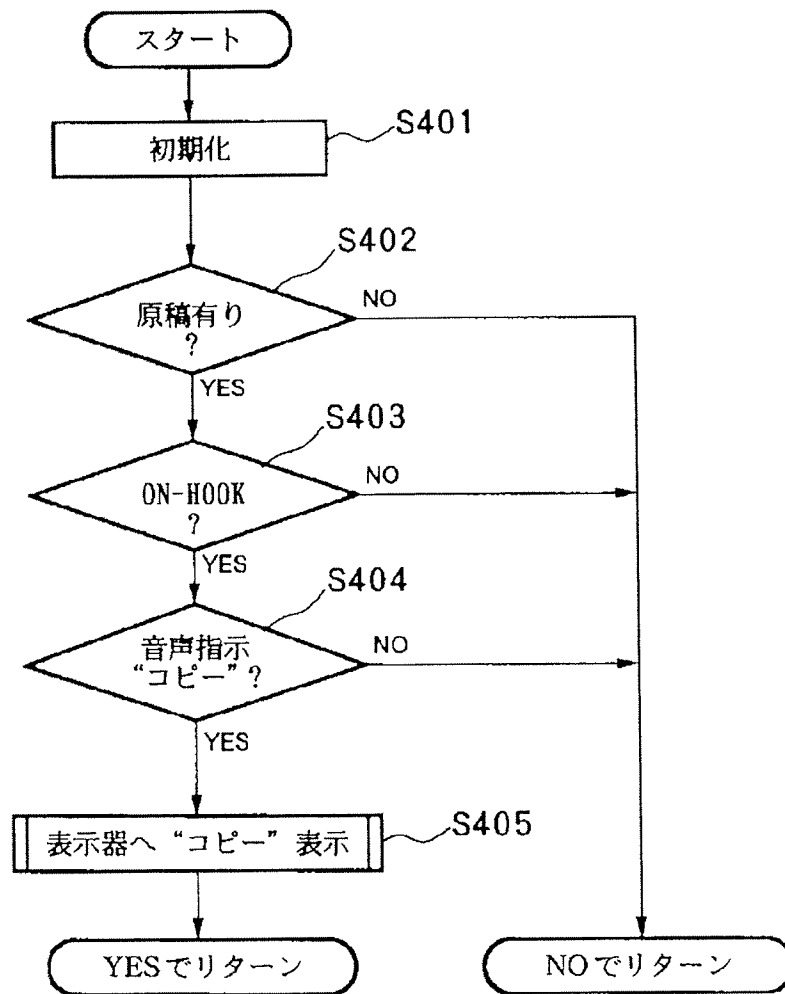 スタート
初期化
S401
S402
原稿有り
?
NO
YES
S403
ON-HOOK
?
NO
YES
S404
音声指示
“コピー”?
NO
YES
表示器へ “コピー” 表示
S405
YESでリターン
NOでリターン